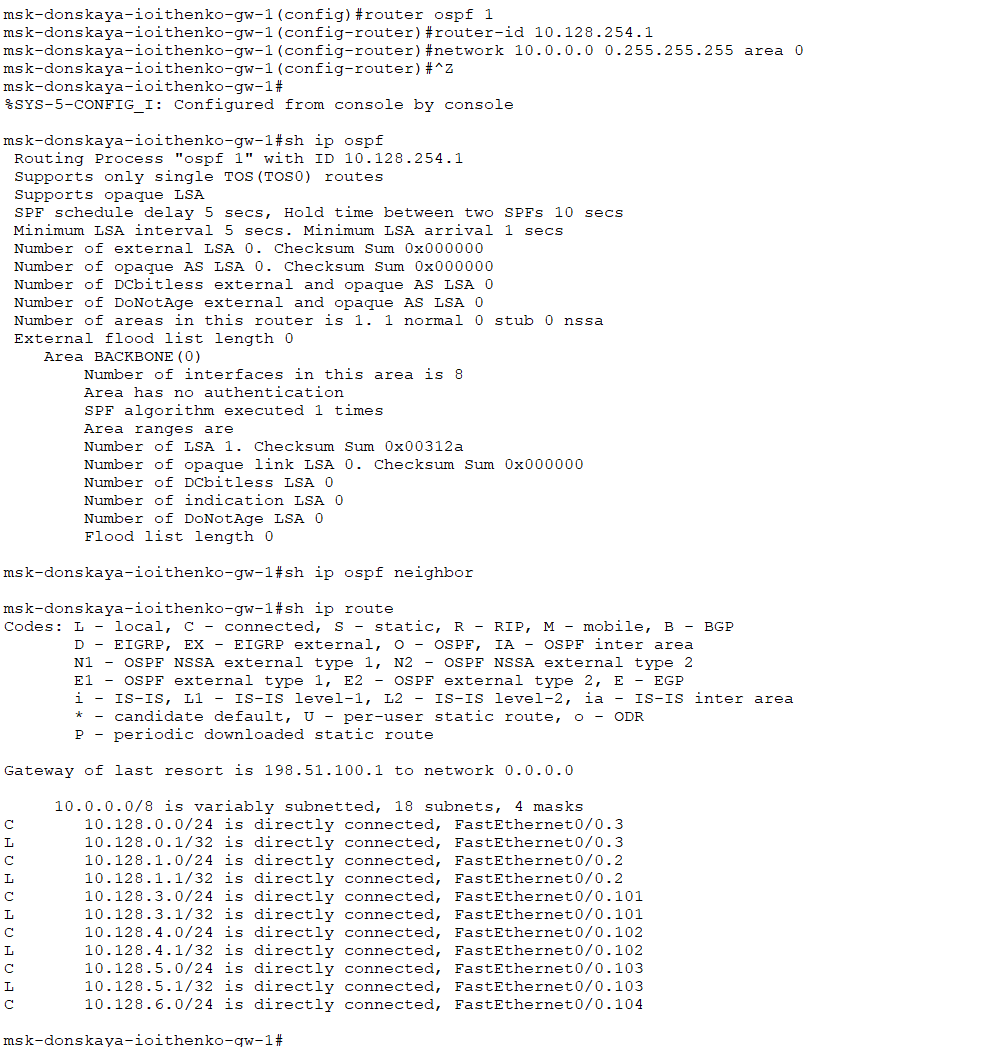 msk-donskaya-ioithenko-gw-1(config)#router ospf 1
msk-donskaya-ioithenko-gw-1(config-router)#router-id 10.128.254.1
msk-donskaya-ioithenko-gw-1(config-router)#network 10.0.0.0 0.255.255.255 area 0
msk-donskaya-ioithenko-gw-1(config-router)#^Z
msk-donskaya-ioithenko-gw-1#
%SYS-5-CONFIG_I: Configured from console by console
msk-donskaya-ioithenko-gw-1#sh ip ospf
Routing Process "ospf 1" with ID 10.128.254.1
Supports only single TOS(TOS0) routes
Supports opaque LSA
SPF schedule delay 5 secs, Hold time between two SPFs 10 secs
Minimum LSA interval 5 secs. Minimum LSA arrival 1 secs
Number of external LSA 0. Checksum Sum 0x000000
Number of opaque AS LSA 0. Checksum Sum 0x000000
Number of DCbitless external and opaque AS LSA 0
Number of DoNotAge external and opaque AS LSA 0
Number of areas in this router is 1. 1 normal 0 stub 0 nssa
External flood list length 0
Area BACKBONE(0)
Number of interfaces in this area is 8
Area has no authentication
SPF algorithm executed 1 times
Area ranges are
Number of LSA 1. Checksum Sum 0x00312a
Number of opaque link LSA 0. Checksum Sum 0x000000
Number of DCbitless LSA 0
Number of indication LSA 0
Number of DoNotAge LSA 0
Flood list length 0
msk-donskaya-ioithenko-gw-1#sh ip ospf neighbor
msk-donskaya-ioithenko-gw-1#sh ip route
Codes: L - local, C - connected, S - static, R - RIP, M - mobile, B - BGP
D - EIGRP, EX - EIGRP external, O - OSPF, IA - OSPF inter area
N1 - OSPF NSSA external type 1, N2 - OSPF NSSA external type 2
E1 - OSPF external type 1, E2 - OSPF external type 2, E - EGP
i - IS-IS, L1 - IS-IS level-1, L2 - IS-IS level-2, ia - IS-IS inter area
* - candidate default, U - per-user static route, o - ODR
P - periodic downloaded static route
Gateway of last resort is 198.51.100.1 to network 0.0.0.0
10.0.0.0/8 is variably subnetted, 18 subnets, 4 masks
C 10.128.0.0/24 is directly connected, FastEthernet0/0.3
L 10.128.0.1/32 is directly connected, FastEthernet0/0.3
C 10.128.1.0/24 is directly connected, FastEthernet0/0.2
L 10.128.1.1/32 is directly connected, FastEthernet0/0.2
C 10.128.3.0/24 is directly connected, FastEthernet0/0.101
L 10.128.3.1/32 is directly connected, FastEthernet0/0.101
C 10.128.4.0/24 is directly connected, FastEthernet0/0.102
L 10.128.4.1/32 is directly connected, FastEthernet0/0.102
C 10.128.5.0/24 is directly connected, FastEthernet0/0.103
L 10.128.5.1/32 is directly connected, FastEthernet0/0.103
C 10.128.6.0/24 is directly connected, FastEthernet0/0.104
msk-donskaya-ioithenko-gw-1#